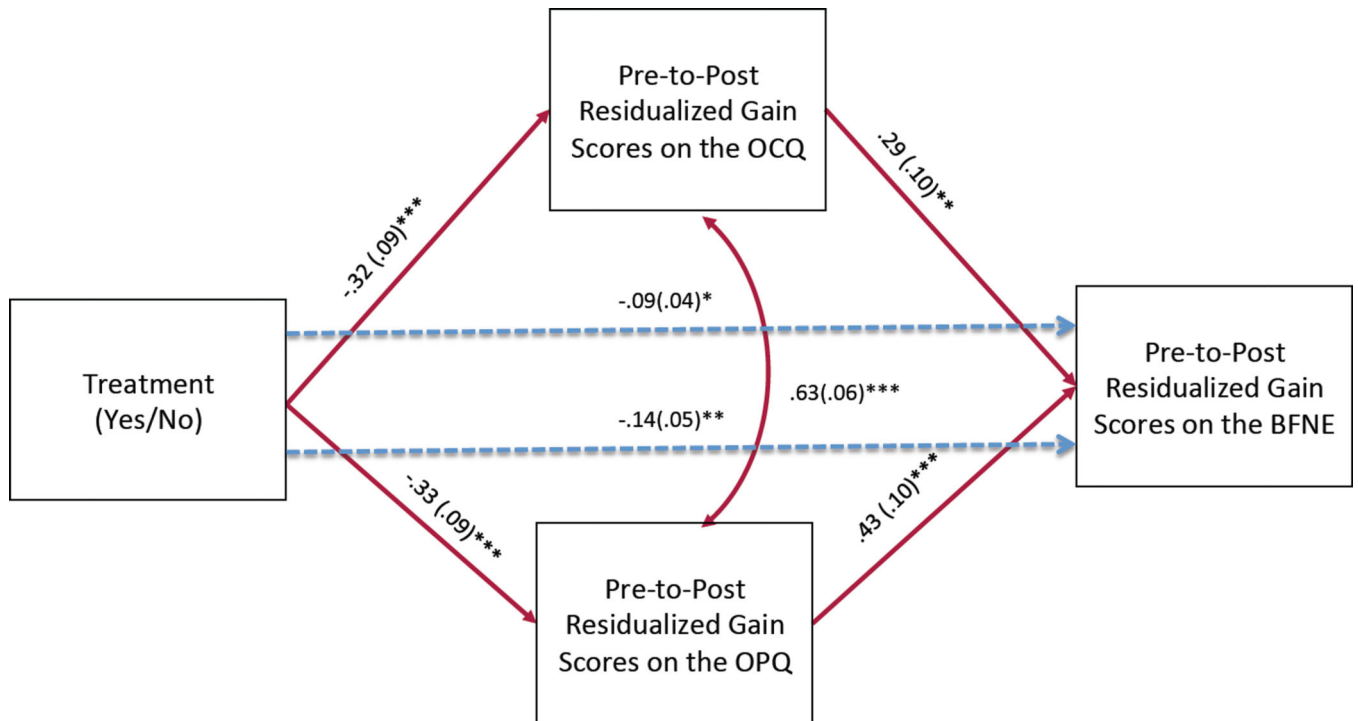 Pre-to-Post
Residualized Gain
Scores on the OCQ
-.32 (.09)***
.29 (.10)**
-.09(.04)*
Treatment
(Yes/No)
.63(.06)***
Pre-to-Post
Residualized Gain
Scores on the BFNE
-.14(.05)**
-.33 (.09)***
.43 (.10)***
Pre-to-Post
Residualized Gain
Scores on the OPQ